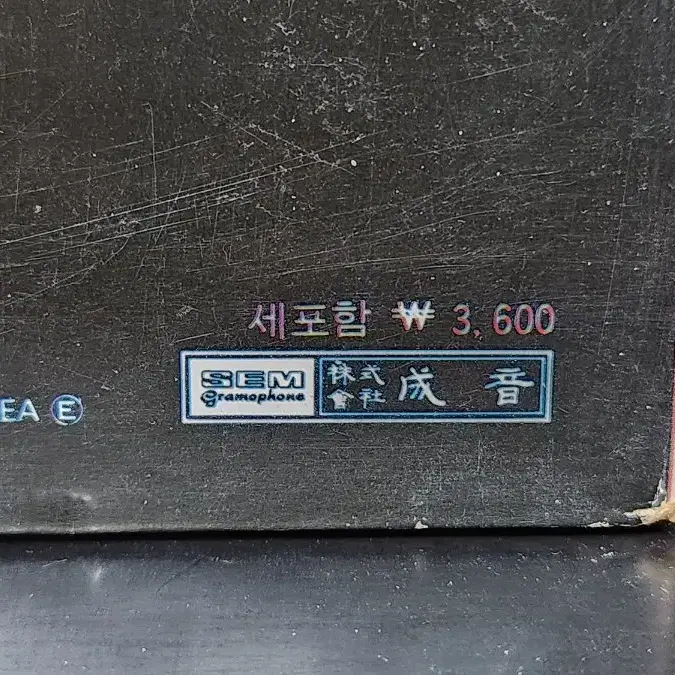 세포함 ₩ 3,600
SEM
gramophone
株式
會社
成音
EA Ⓔ